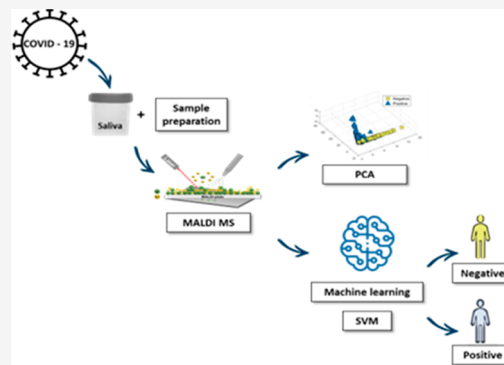 COVID - 19
Saliva
+
Sample
preparation
MALDI MS
Negative
Positive
PCA
Machine learning
SVM
Negative
Positive